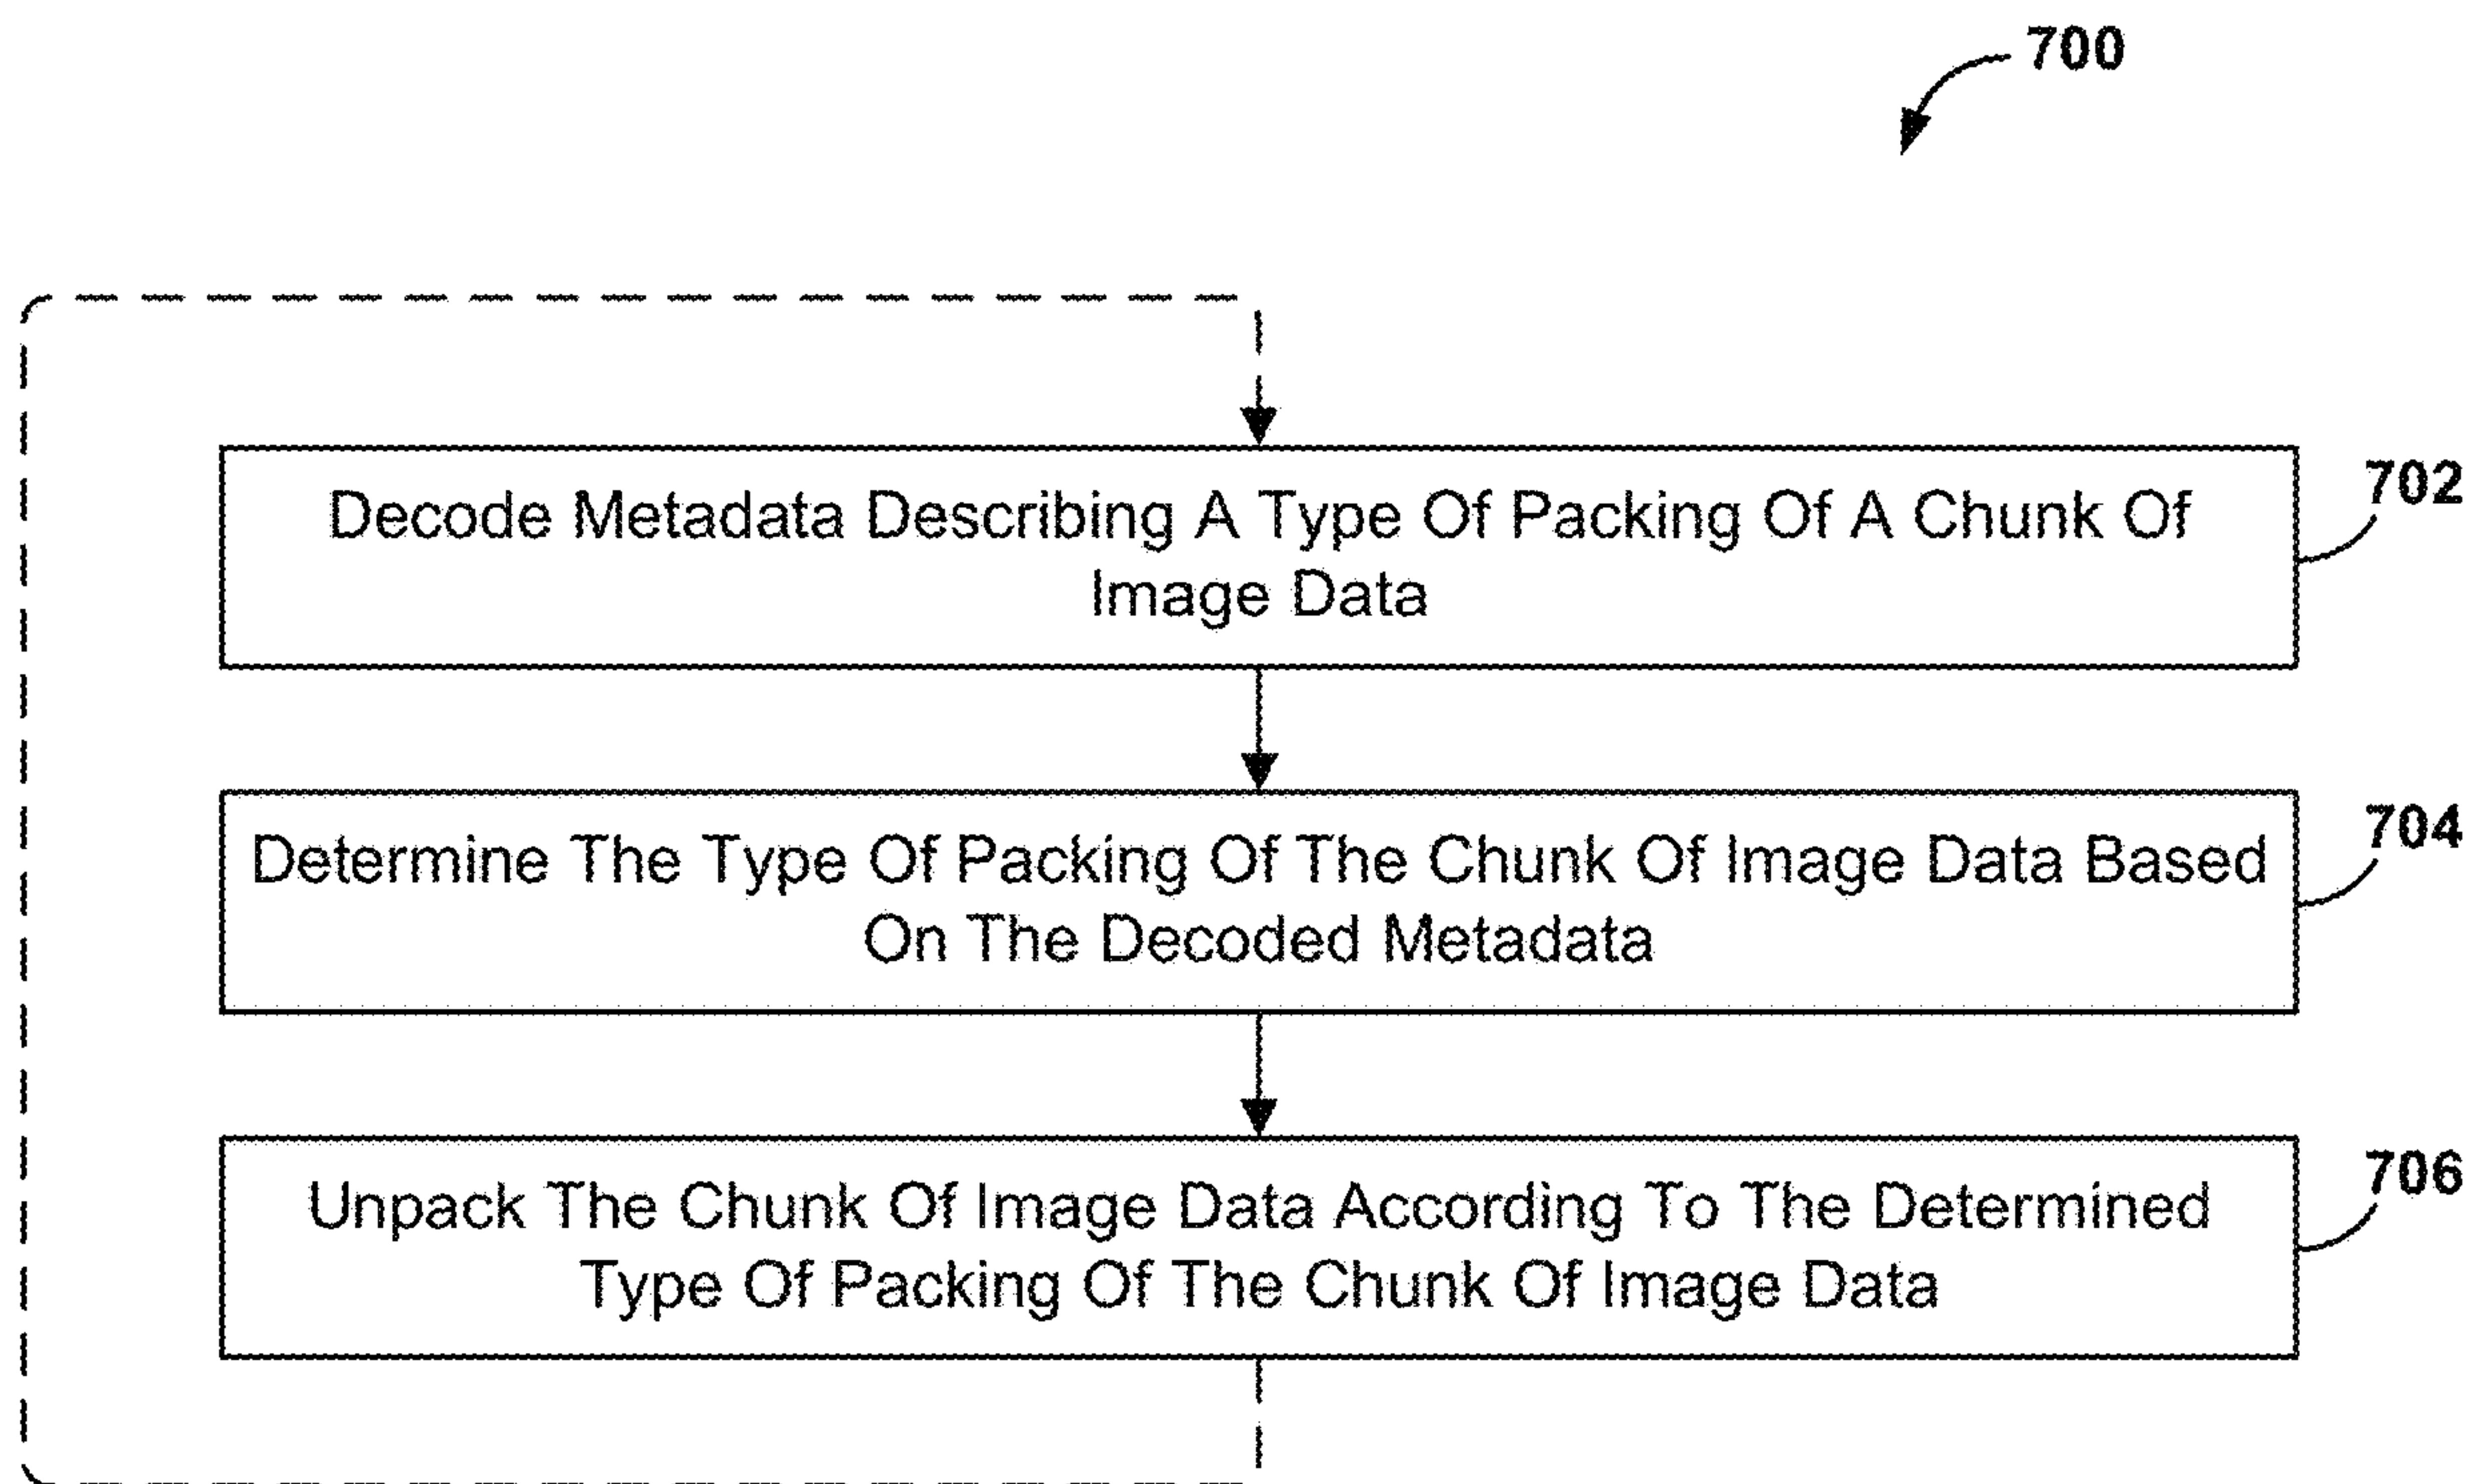 700
Decode Metadata Describing A Type Of Packing Of A Chunk Of
Image Data
702
Determine The Type Of Packing Of The Chunk Of Image Data Based
On The Decoded Metadata
704
Unpack The Chunk Of Image Data According To The Determined
Type Of Packing Of The Chunk Of Image Data
706